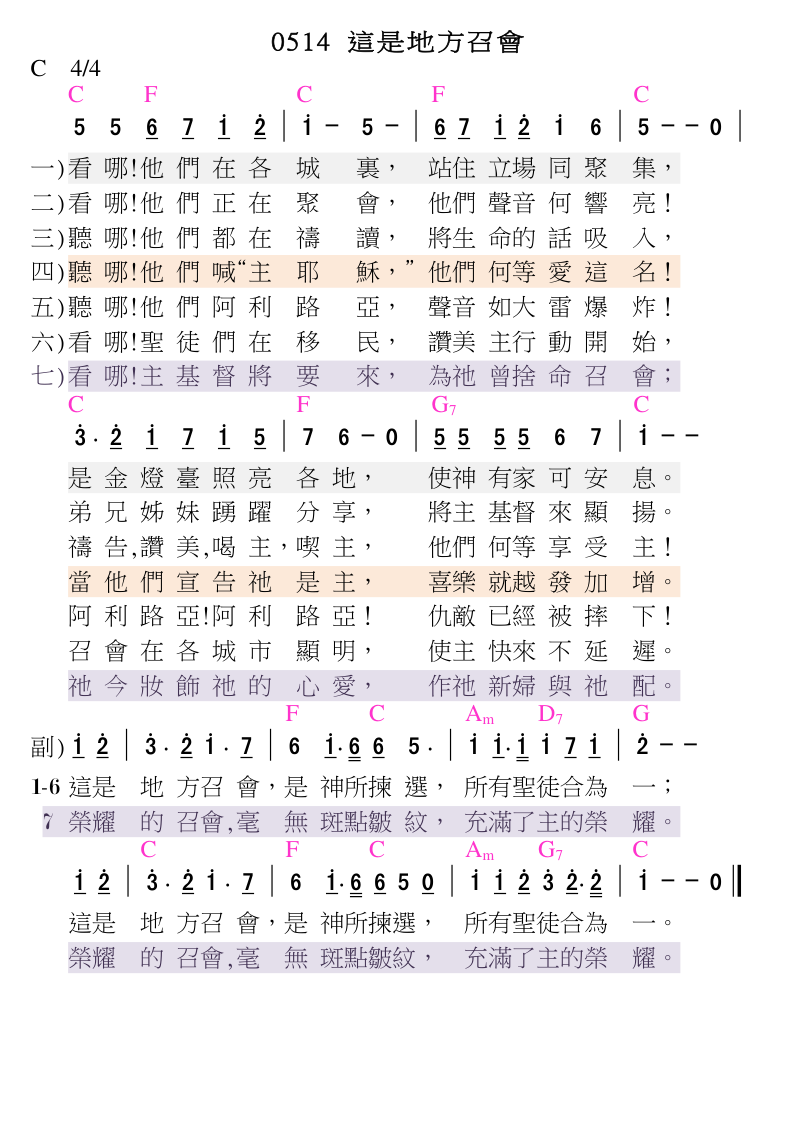 0514 這是地方召會
C 4/4
C F C F C
5 5 6 7 i 2̇ | i － 5 － | 6 7 i 2̇ i 6 | 5 － － 0 |
一)看 哪!他 們 在 各 城 裏， 站住 立場 同 聚 集，
二)看 哪!他 們 正 在 聚 會， 他們 聲音 何 響 亮!
三)聽 哪!他 們 都 在 禱 讀， 將生 命的 話 吸 入，
四)聽 哪!他 們 喊“主 耶 穌，” 他們 何等 愛 這 名!
五)聽 哪!他 們 阿 利 路 亞， 聲音 如大 雷 爆 炸!
六)看 哪!聖 徒 們 在 移 民， 讚美 主行 動 開 始，
七)看 哪!主 基 督 將 要 來， 為祂 曾捨 命 召 會；
C F G7 C
3̇ · 2̇ i 7 i 5 | 7 6 － 0 | 5 5 5 5 6 7 | i － －
是 金 燈 臺 照 亮 各 地， 使神 有家 可 安 息。
弟 兄 姊 妹 踴 躍 分 享， 將主 基督 來 顯 揚。
禱 告,讚 美,喝 主，喫 主， 他們 何等 享 受 主!
當 他 們 宣 告 祂 是 主， 喜樂 就越 發 加 增。
阿 利 路 亞!阿 利 路 亞! 仇敵 已經 被 摔 下!
召 會 在 各 城 市 顯 明， 使主 快來 不 延 遲。
祂 今 妝 飾 祂 的 心 愛， 作祂 新婦 與 祂 配。
F C Am D7 G
副) i 2̇ | 3̇ · 2̇ i · 7 | 6 i· 6 6 5 · | i i· i i 7 i | 2̇ － －
1-6 這是 地 方召 會，是 神所揀 選， 所有聖徒合為 一；
7 榮耀 的 召會,毫 無 斑點皺 紋， 充滿了主的榮 耀。
C F C Am G7 C
i 2̇ | 3̇ · 2̇ i · 7 | 6 i· 6 6 5 0 | i i 2̇ 3̇ 2̇· 2̇ | i － － 0 ||
這是 地 方召 會，是 神所揀選， 所有聖徒合為 一。
榮耀 的 召會,毫 無 斑點皺紋， 充滿了主的榮 耀。